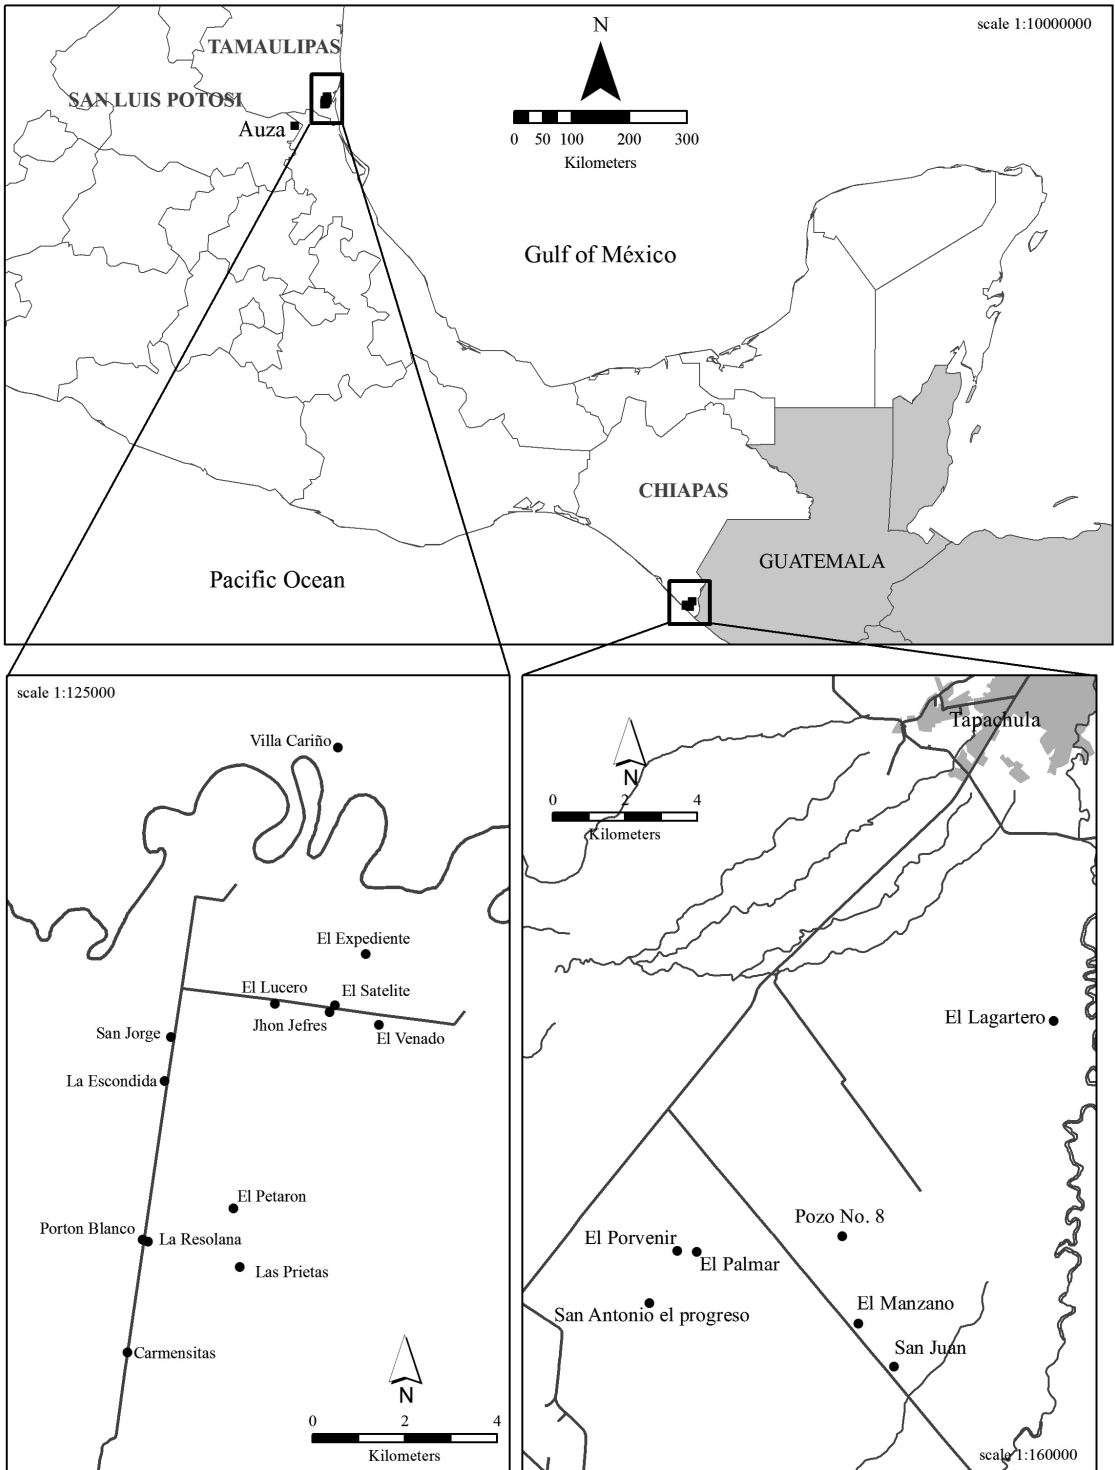 scale 1:10000000
TAMAULIPAS
N
SAN LUIS POTOSI
Auza
0 50 100 200 300
Kilometers
Gulf of México
CHIAPAS
GUATEMALA
Pacific Ocean
scale 1:125000
Villa Cariño
El Expediente
El Lucero
El Satelite
Jhon Jefres
El Venado
San Jorge
La Escondida
El Petaron
Porton Blanco
La Resolana
Las Prietas
Carmensitas
N
0 2 4
Kilometers
Tapachula
N
0 2 4
Kilometers
El Lagartero
Pozo No. 8
El Porvenir
El Palmar
San Antonio el progreso
El Manzano
San Juan
scale 1:160000